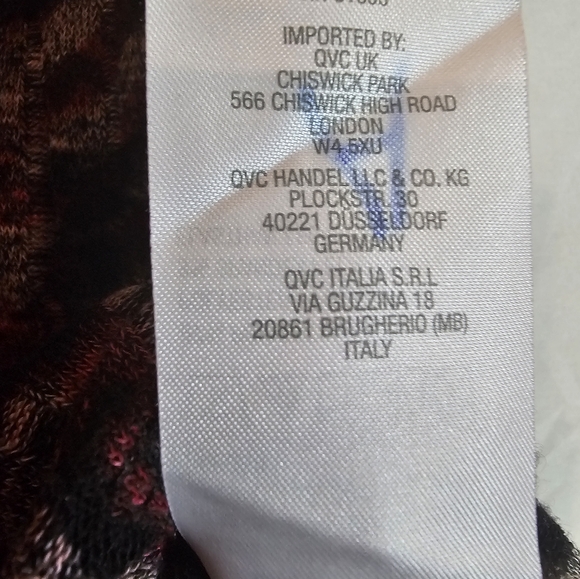 IMPORTED BY:
QVC UK
CHISWICK PARK
566 CHISWICK HIGH ROAD
LONDON
W4 5XU
QVC HANDEL LLC & CO. KG
PLOCKSTR. 30
40221 DÜSSELDORF
GERMANY
QVC ITALIA S.R.L
VIA GUZZINA 18
20861 BRUGHERIO (MB)
ITALY